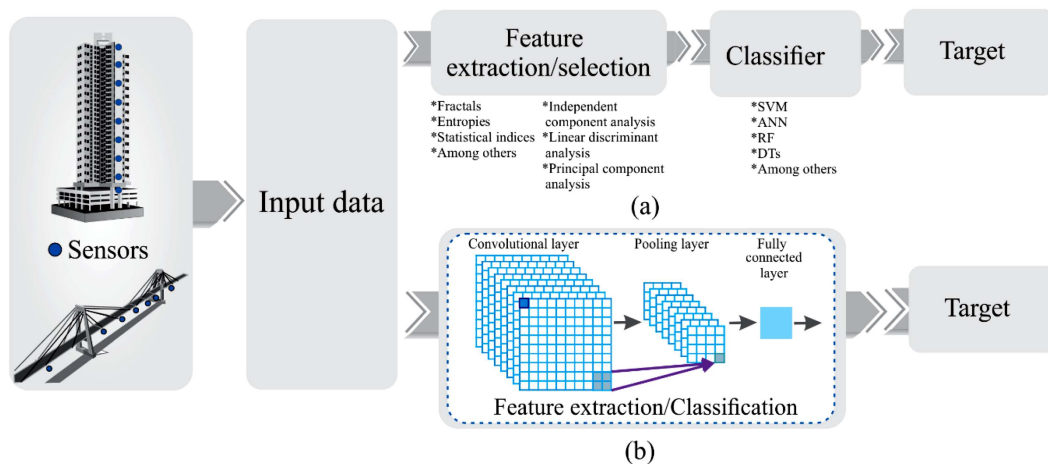 Sensors
Input data
Feature
extraction/selection
*Fractals
*Entropies
*Statistical indices
*Among others
*Independent
component analysis
*Linear discriminant
analysis
*Principal component
analysis
Classifier
*SVM
*ANN
*RF
*DTs
*Among others
Target
(a)
Convolutional layer
Pooling layer
Fully
connected
layer
Feature extraction/Classification
Target
(b)